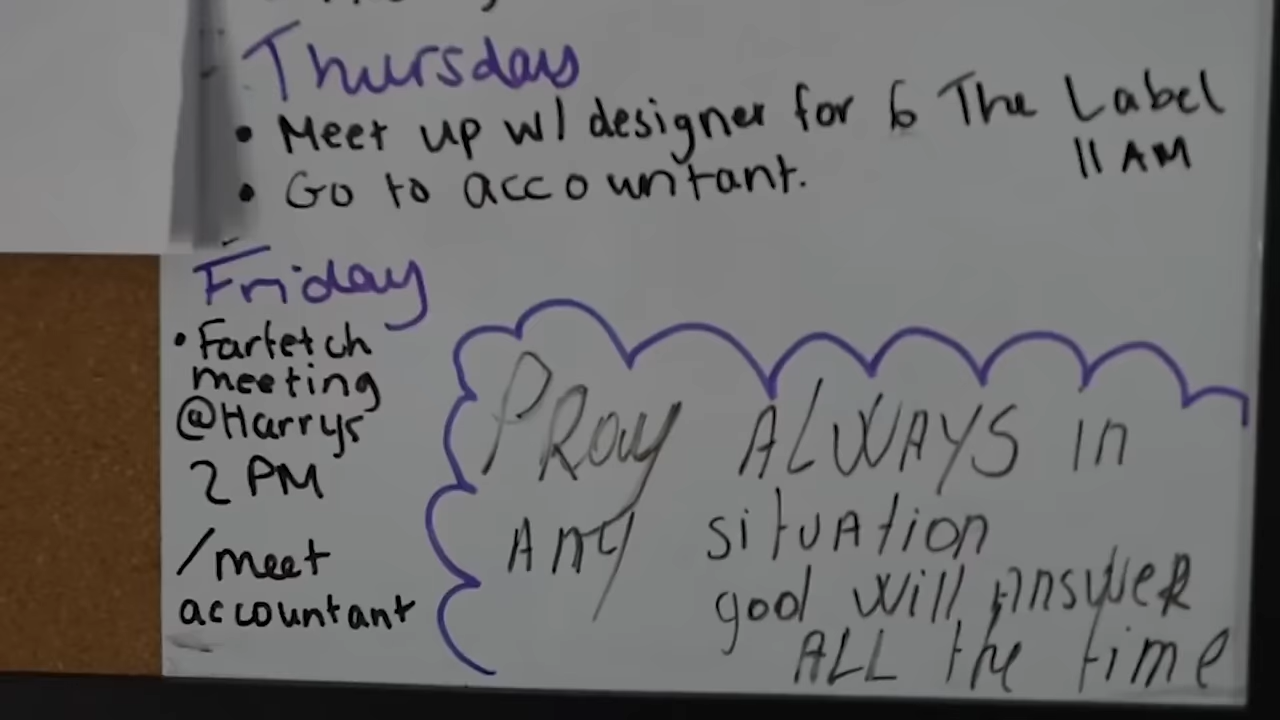 Thursday
• Meet up w/ designer for 6 The Label
11 AM
• Go to accountant.
Friday
• Farfetch
meeting
@Harrys
2 PM
/meet
accountant
PRay ALWAYS in
Any situation
good will Answer
ALL the time